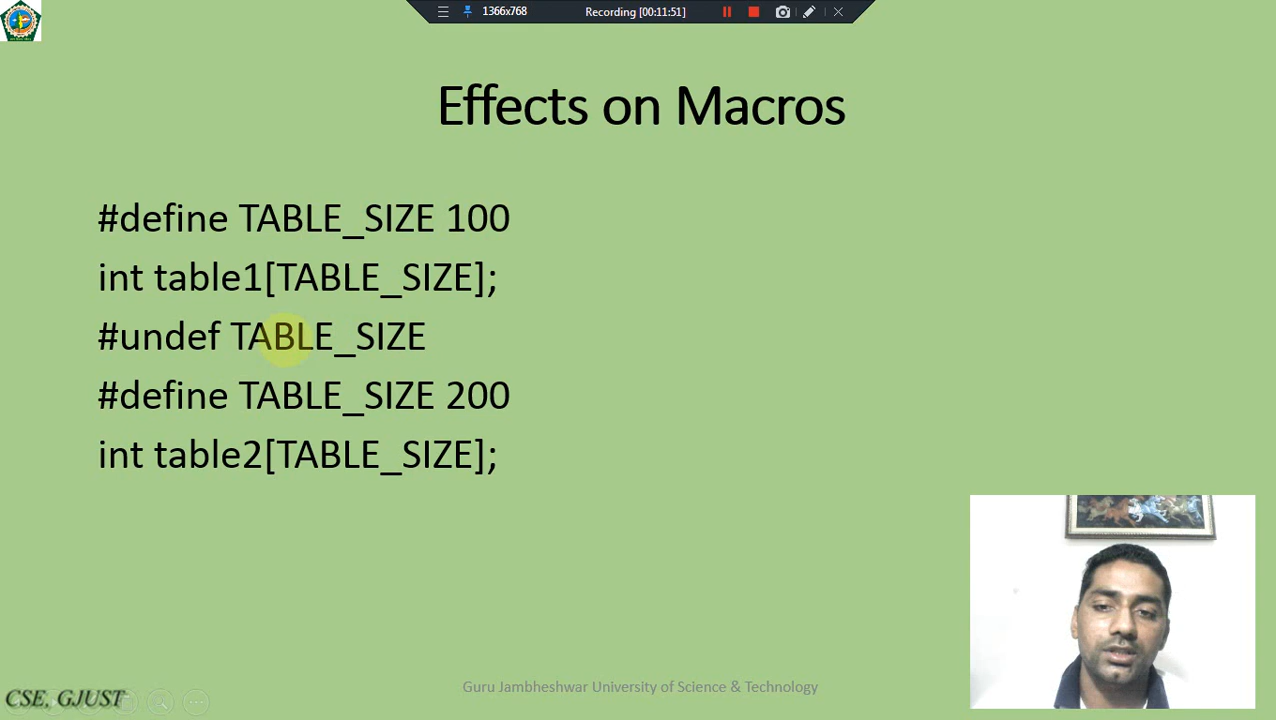 1366x768 Recording [00:11:51]
Effects on Macros
#define TABLE_SIZE 100
int table1[TABLE_SIZE];
#undef TABLE_SIZE
#define TABLE_SIZE 200
int table2[TABLE_SIZE];
Guru Jambheshwar University of Science & Technology
CSE, GJUST